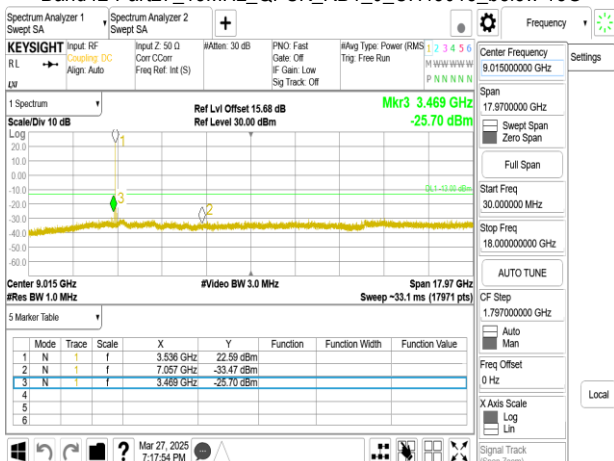 Spectrum Analyzer 1
Swept SA
Spectrum Analyzer 2
Swept SA
+
Frequency
KEYSIGHT
RL
Input: RF
Coupling: DC
Align: Auto
Input Z: 50 Ω
Corr CCorr
Freq Ref: Int (S)
#Atten: 30 dB
PNO: Fast
Gate: Off
IF Gain: Low
Sig Track: Off
#Avg Type: Power (RMS
Trig: Free Run
1 2 3 4 5 6
M W W W W W
P N N N N N
LXI
1 Spectrum
Scale/Div 10 dB
Ref Lvl Offset 15.68 dB
Ref Level 30.00 dBm
Mkr3 3.469 GHz
-25.70 dBm
Log
20.0
10.0
0.00
-10.0
-20.0
-30.0
-40.0
-50.0
-60.0
1
2
3
DL1 -13.00 dBm
Center 9.015 GHz
#Res BW 1.0 MHz
#Video BW 3.0 MHz
Span 17.97 GHz
Sweep ~33.1 ms (17971 pts)
5 Marker Table
Mode Trace Scale X Y Function Function Width Function Value
1 N 1 f 3.536 GHz 22.59 dBm
2 N 1 f 7.057 GHz -33.47 dBm
3 N 1 f 3.469 GHz -25.70 dBm
4
5
6
Mar 27, 2025
7:17:54 PM
?
Center Frequency
9.015000000 GHz
Settings
Span
17.9700000 GHz
Swept Span
Zero Span
Full Span
Start Freq
30.000000 MHz
Stop Freq
18.000000000 GHz
AUTO TUNE
CF Step
1.797000000 GHz
Auto
Man
Freq Offset
0 Hz
Local
X Axis Scale
Log
Lin
Signal Track